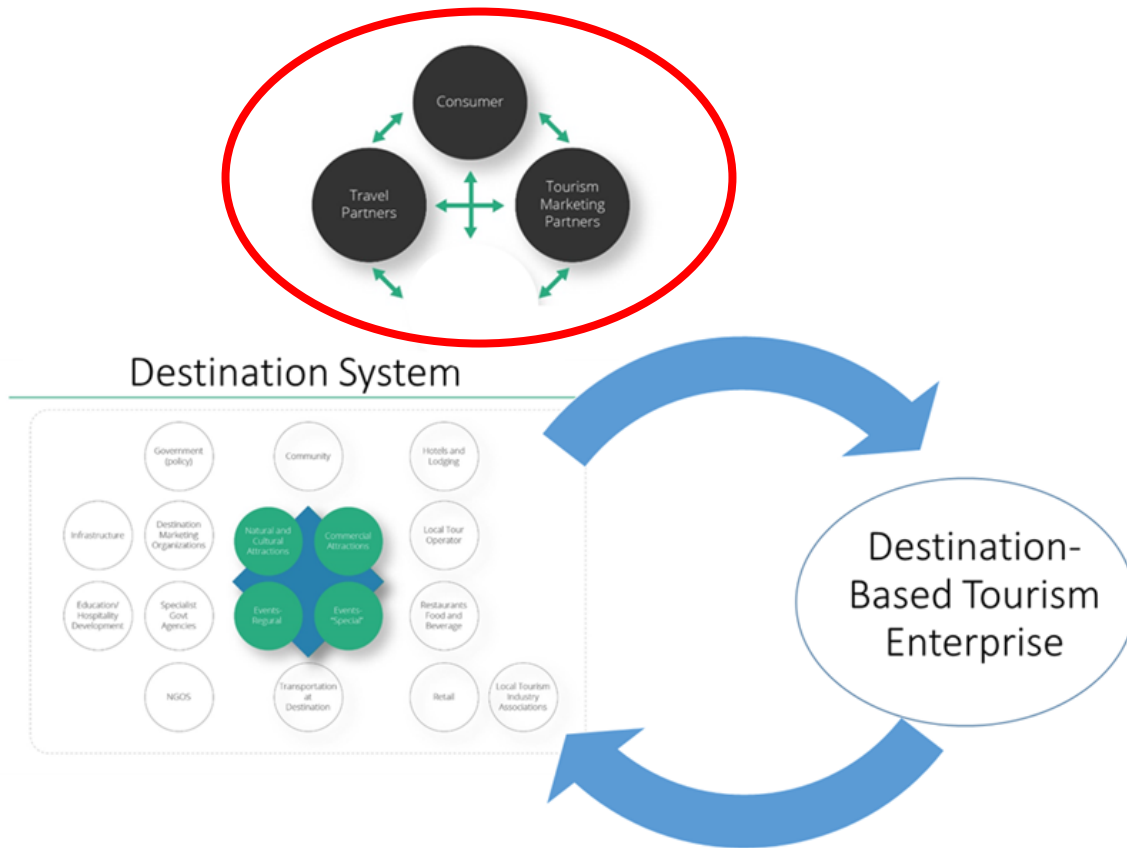 Consumer
Travel
Partners
Tourism
Marketing
Partners
Destination System
Government
(policy)
Community
Hotels and
Lodging
Infrastructure
Destination
Marketing
Organizations
Natural and
Cultural
Attractions
Commercial
Attractions
Local Tour
Operator
Education/
Hospitality
Development
Specialist
Govt
Agencies
Events-
Regural
Events-
"Special"
Restaurants
Food and
Beverage
NGOS
Transportation
at
Destination
Retail
Local Tourism
Industry
Associations
Destination-
Based Tourism
Enterprise